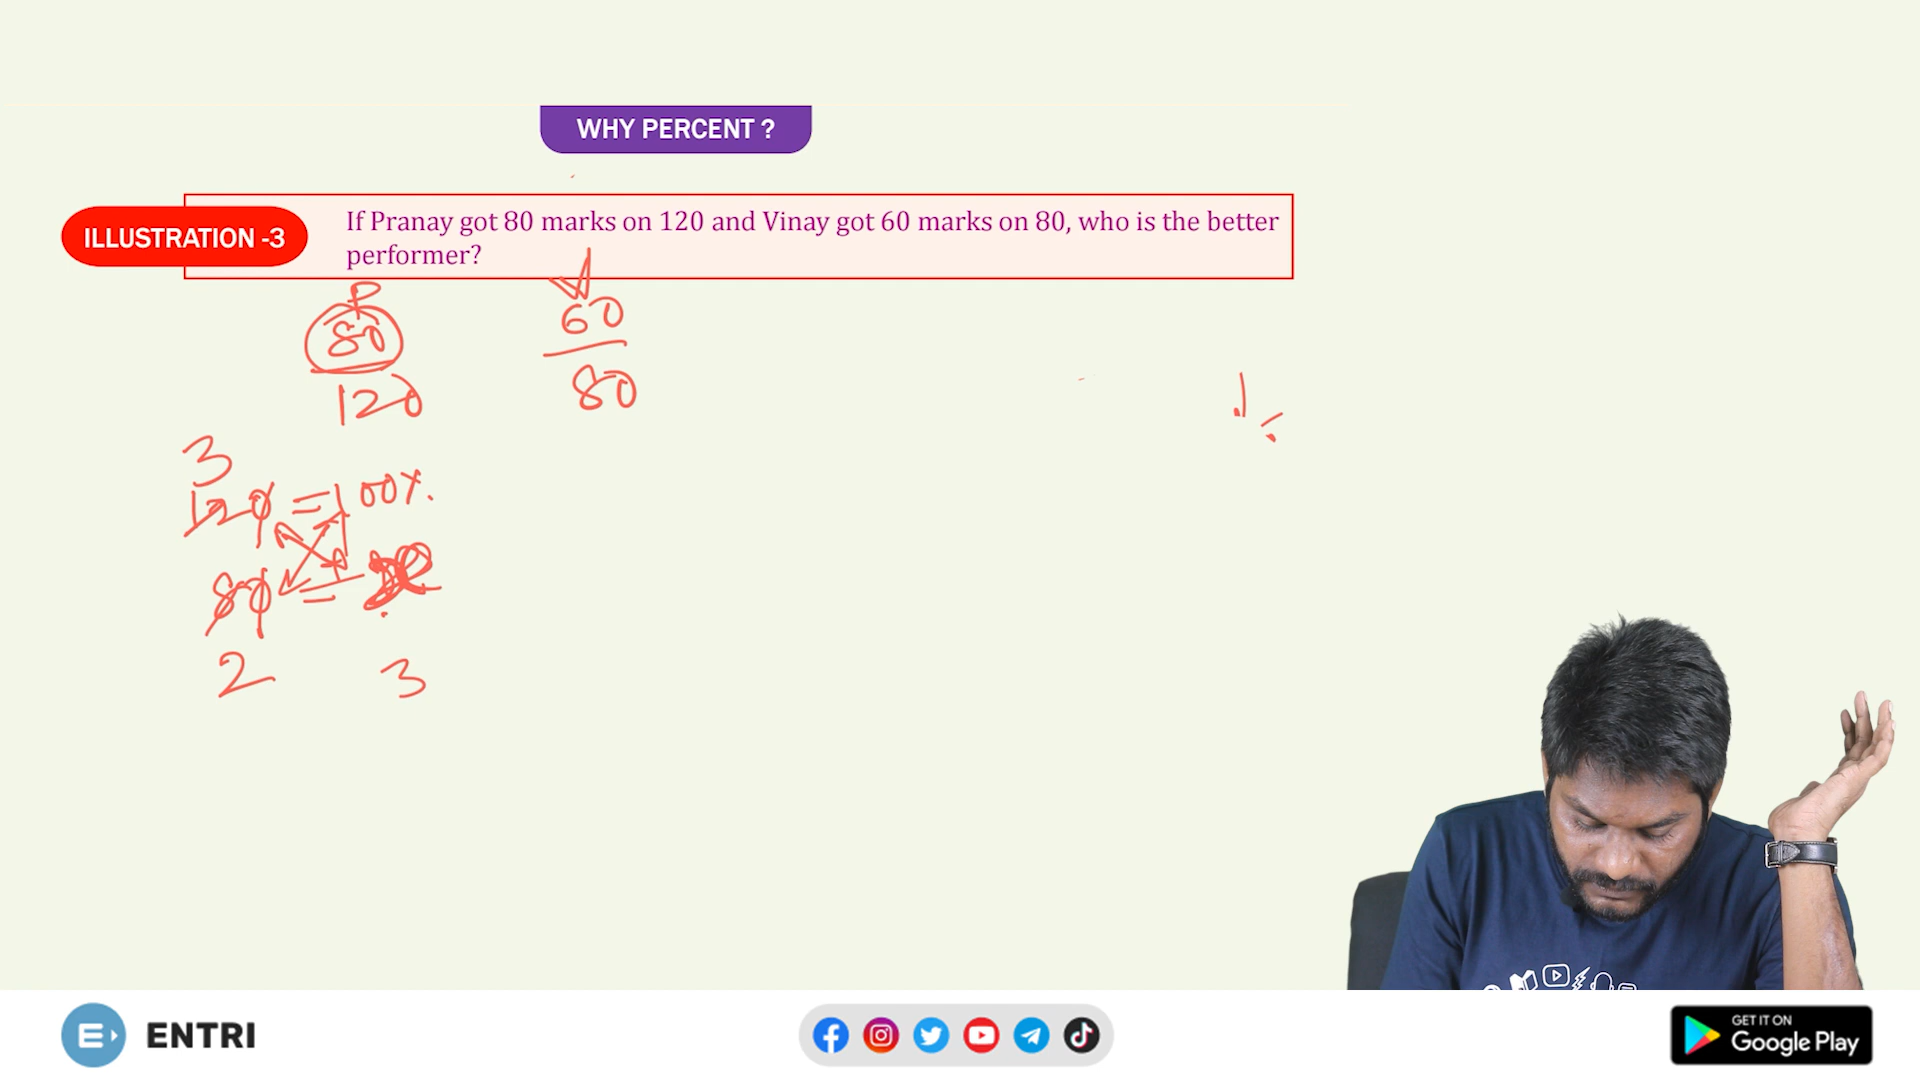 WHY PERCENT ?
ILLUSTRATION -3
If Pranay got 80 marks on 120 and Vinay got 60 marks on 80, who is the better
performer?
P V
80 60
120 80
3
120 = 100%
80 =
2 3
ENTRI
GET IT ON
Google Play